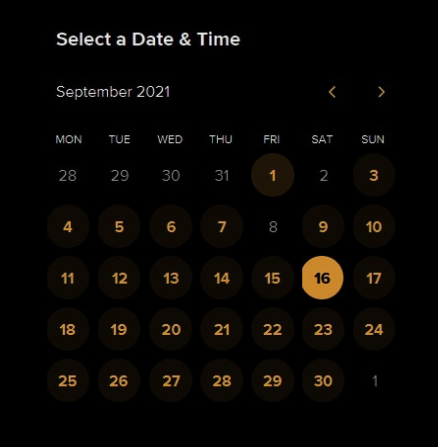 Select a Date & Time
September 2021
MON TUE WED THU FRI SAT SUN
28 29 30 31 1 2 3
4 5 6 7 8 9 10
11 12 13 14 15 16 17
18 19 20 21 22 23 24
25 26 27 28 29 30 1